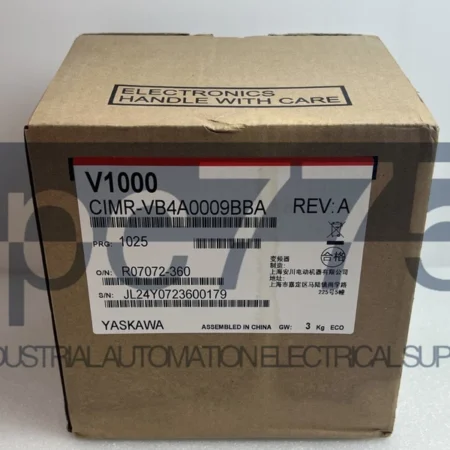 ELECTRONICS
HANDLE WITH CARE
V1000
CIMR-VB4A0009BBA REV: A
PRG: 1025
O/N: R07072-360
S/N: JL24Y0723600179
变频器
上海安川电动机器有限公司
合格
YASKAWA
ASSEMBLED IN CHINA GW: 3 Kg ECO
pc775
INDUSTRIAL AUTOMATION ELECTRICAL SUP